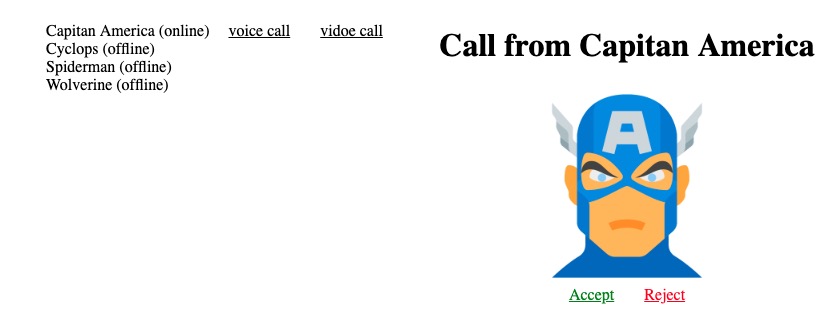 Capitan America (online) voice call vidoe call
Cyclops (offline)
Spiderman (offline)
Wolverine (offline)
Call from Capitan America
A
Accept Reject